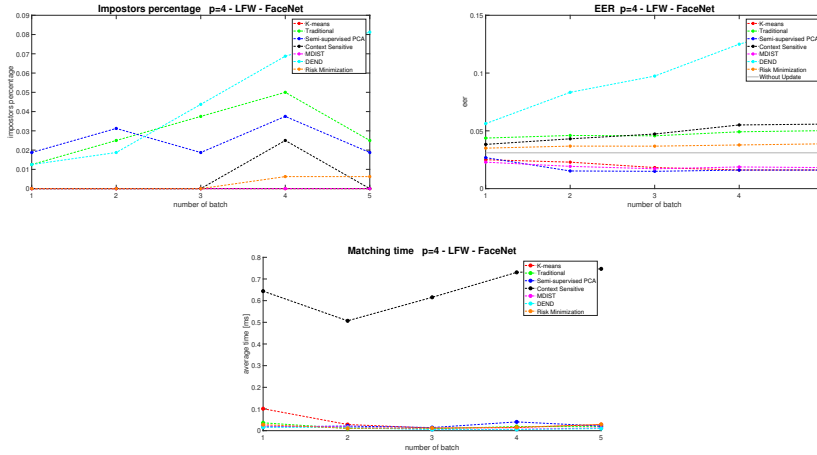 Impostors percentage p=4 - LFW - FaceNet
0.09
0.08
0.07
0.06
0.05
0.04
0.03
0.02
0.01
0
impostors percentage
1
2
3
4
5
number of batch
K-means
Traditional
Semi-supervised PCA
Context Sensitive
MDIST
DEND
Risk Minimization
EER p=4 - LFW - FaceNet
0.15
0.1
0.05
0
eer
1
2
3
4
number of batch
K-means
Traditional
Semi-supervised PCA
Context Sensitive
MDIST
DEND
Risk Minimization
Without Update
Matching time p=4 - LFW - FaceNet
0.8
0.7
0.6
0.5
0.4
0.3
0.2
0.1
0
average time [ms]
1
2
3
4
5
number of batch
K-means
Traditional
Semi-supervised PCA
Context Sensitive
MDIST
DEND
Risk Minimization